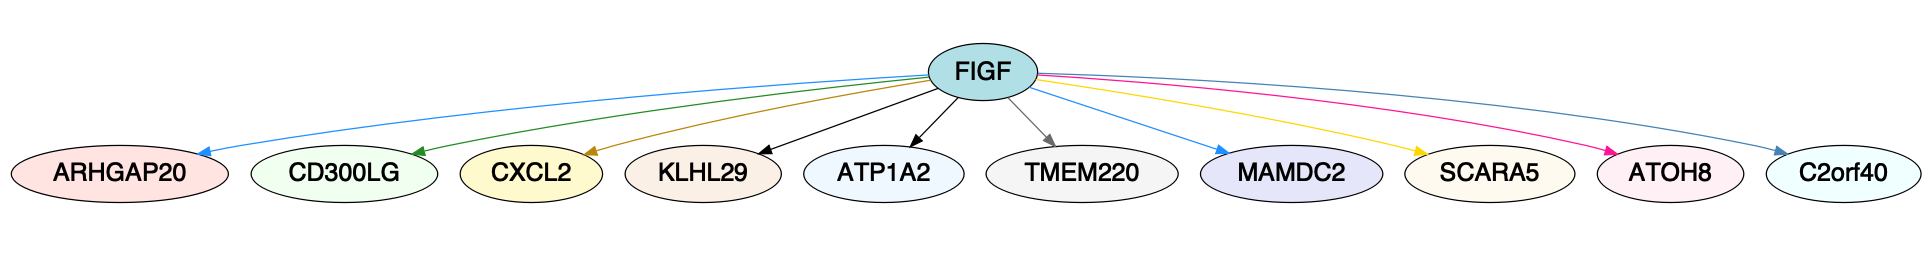 FIGF
ARHGAP20 CD300LG CXCL2 KLHL29 ATP1A2 TMEM220 MAMDC2 SCARA5 ATOH8 C2orf40